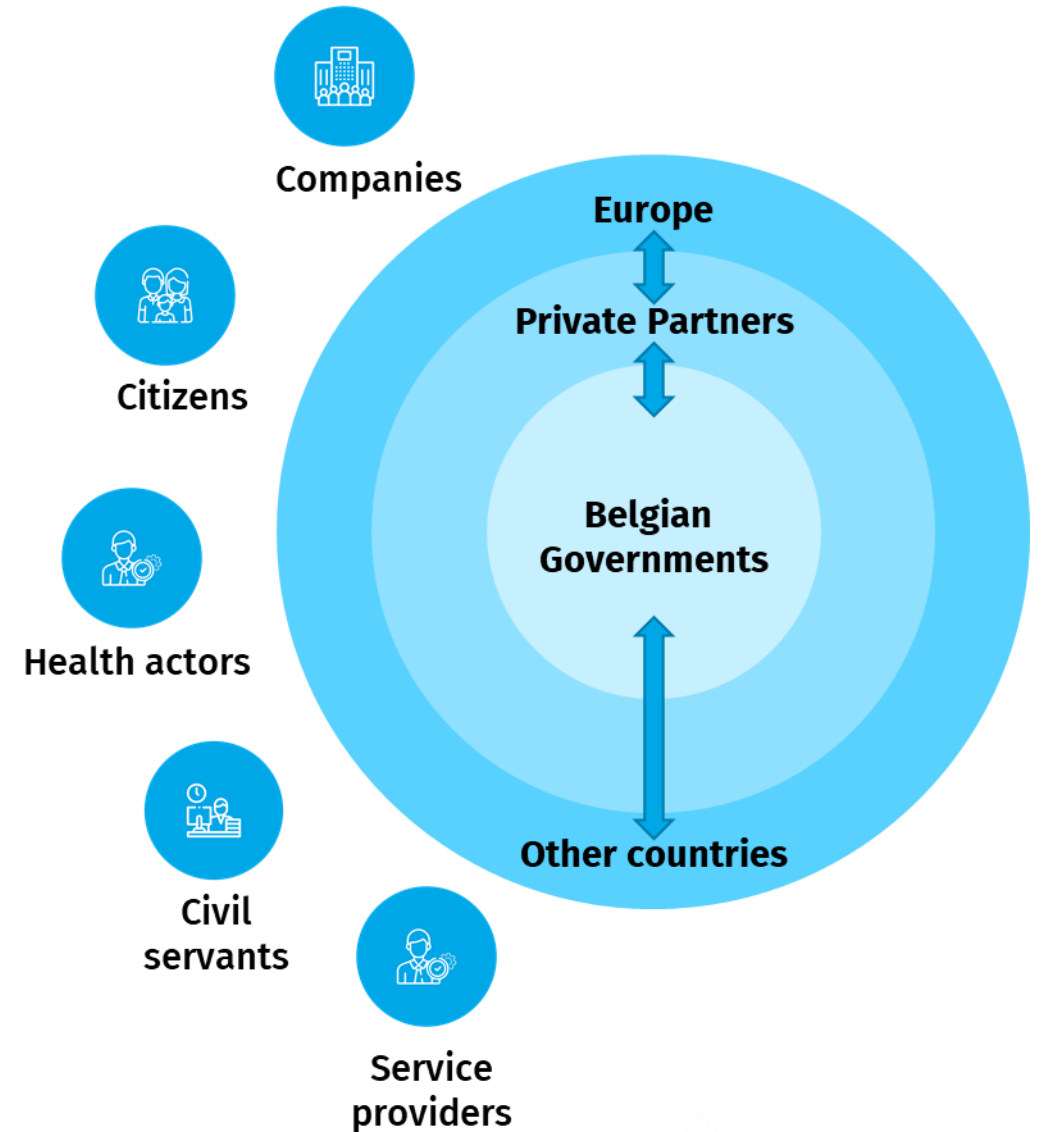 Companies
Europe
Private Partners
Citizens
Belgian
Governments
Health actors
Other countries
Civil
servants
Service
providers